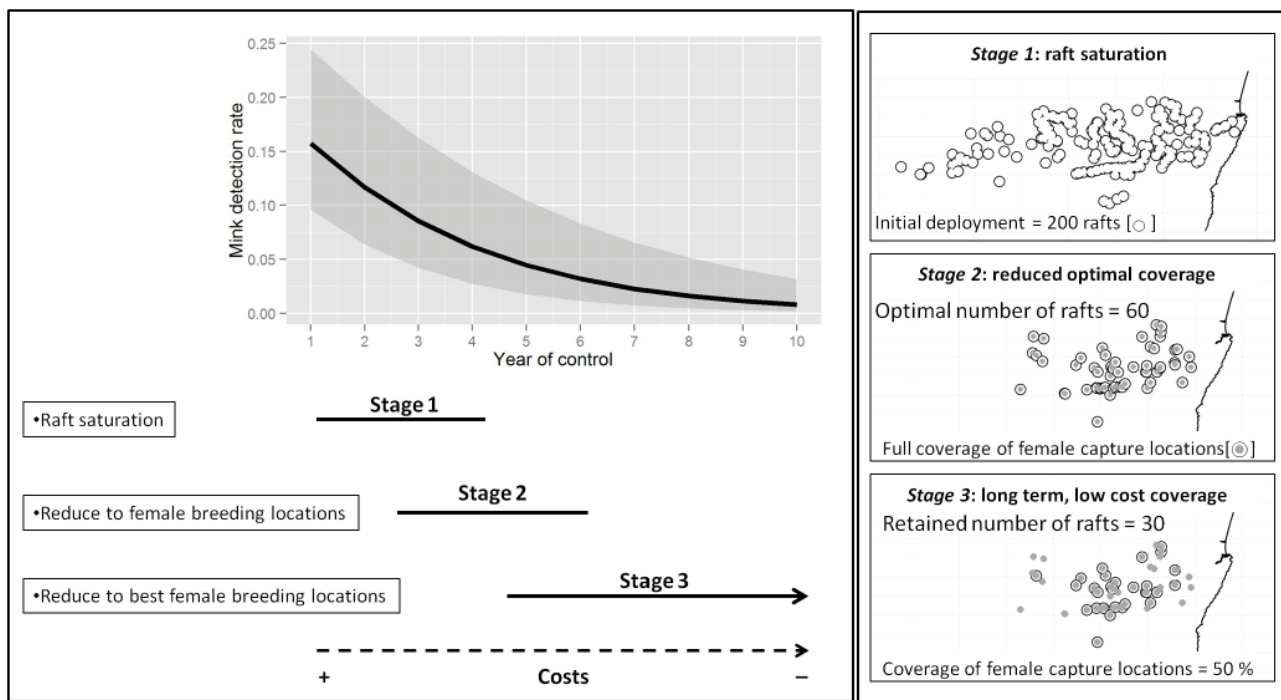 0.25
0.20
0.15
0.10
0.05
0.00
Mink detection rate
1 2 3 4 5 6 7 8 9 10
Year of control
•Raft saturation
Stage 1
•Reduce to female breeding locations
Stage 2
•Reduce to best female breeding locations
Stage 3
+ Costs –
Stage 1: raft saturation
Initial deployment = 200 rafts [○]
Stage 2: reduced optimal coverage
Optimal number of rafts = 60
Full coverage of female capture locations[◉]
Stage 3: long term, low cost coverage
Retained number of rafts = 30
Coverage of female capture locations = 50 %